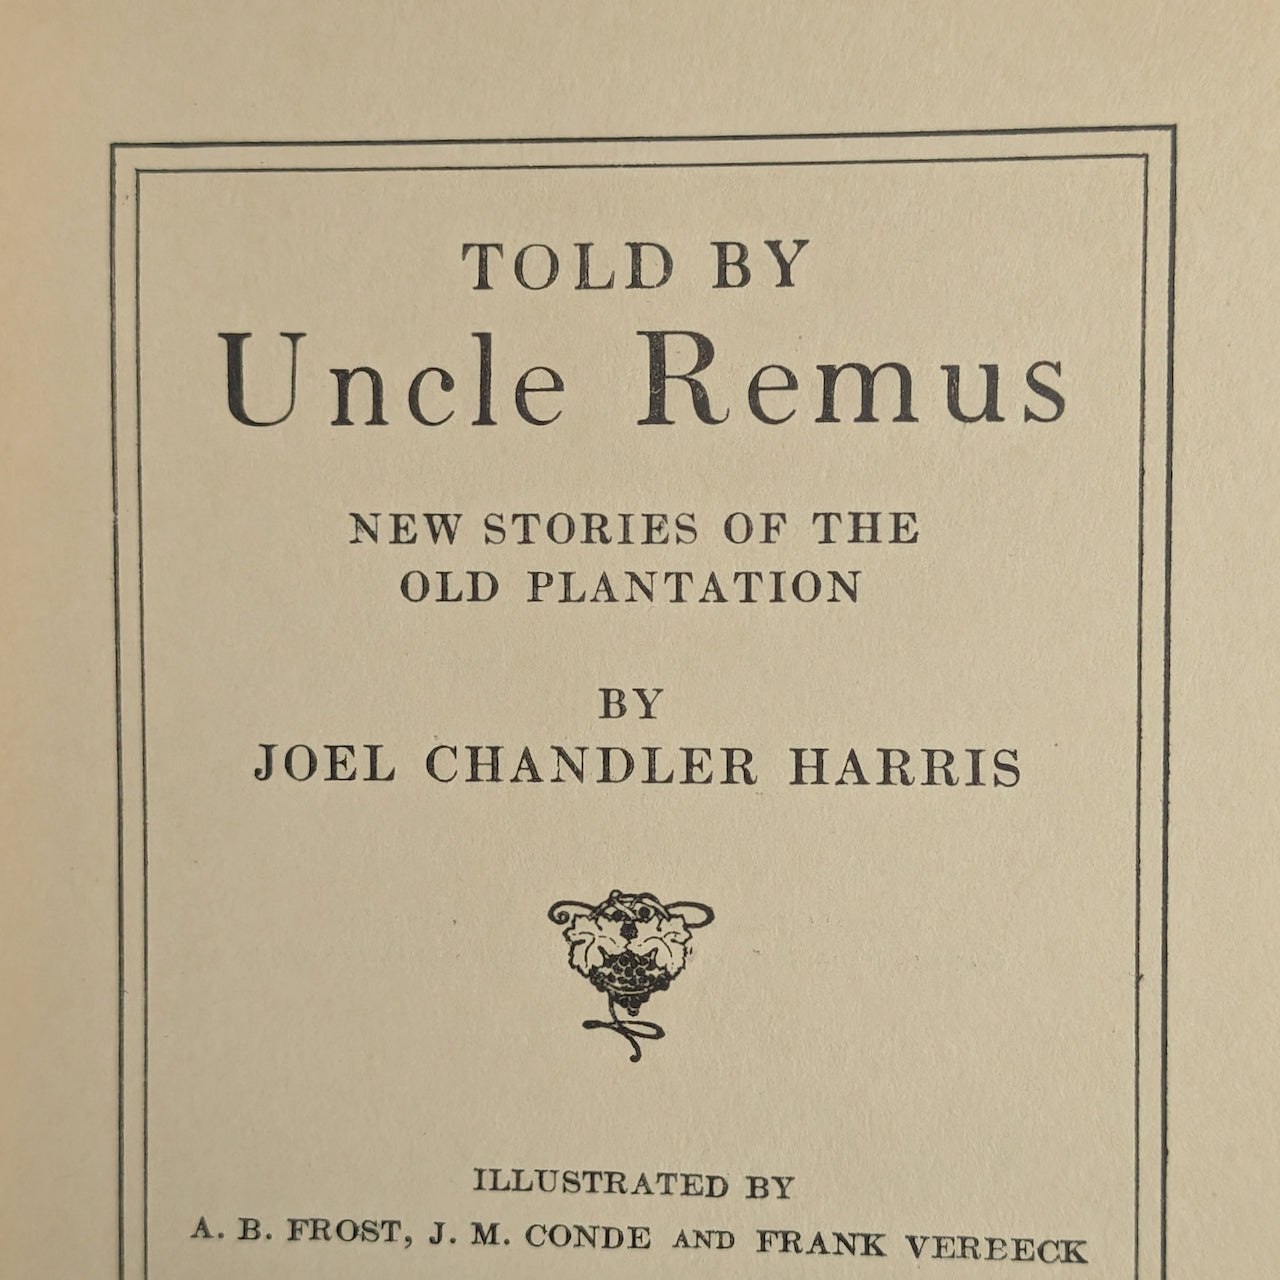 TOLD BY
Uncle Remus
NEW STORIES OF THE
OLD PLANTATION
BY
JOEL CHANDLER HARRIS
ILLUSTRATED BY
A. B. FROST, J. M. CONDE AND FRANK VERBECK